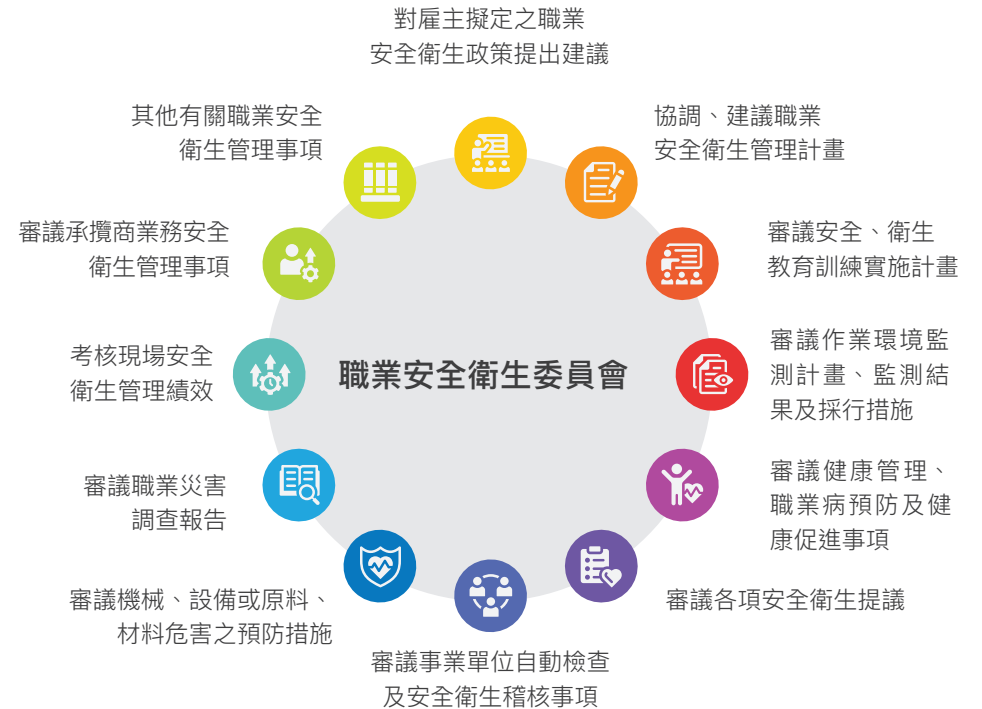 對雇主擬定之職業
安全衛生政策提出建議
協調、建議職業
安全衛生管理計畫
審議安全、衛生
教育訓練實施計畫
審議作業環境監
測計畫、監測結
果及採行措施
審議健康管理、
職業病預防及健
康促進事項
審議各項安全衛生提議
審議事業單位自動檢查
及安全衛生稽核事項
審議機械、設備或原料、
材料危害之預防措施
審議職業災害
調查報告
考核現場安全
衛生管理績效
審議承攬商業務安全
衛生管理事項
其他有關職業安全
衛生管理事項
職業安全衛生委員會